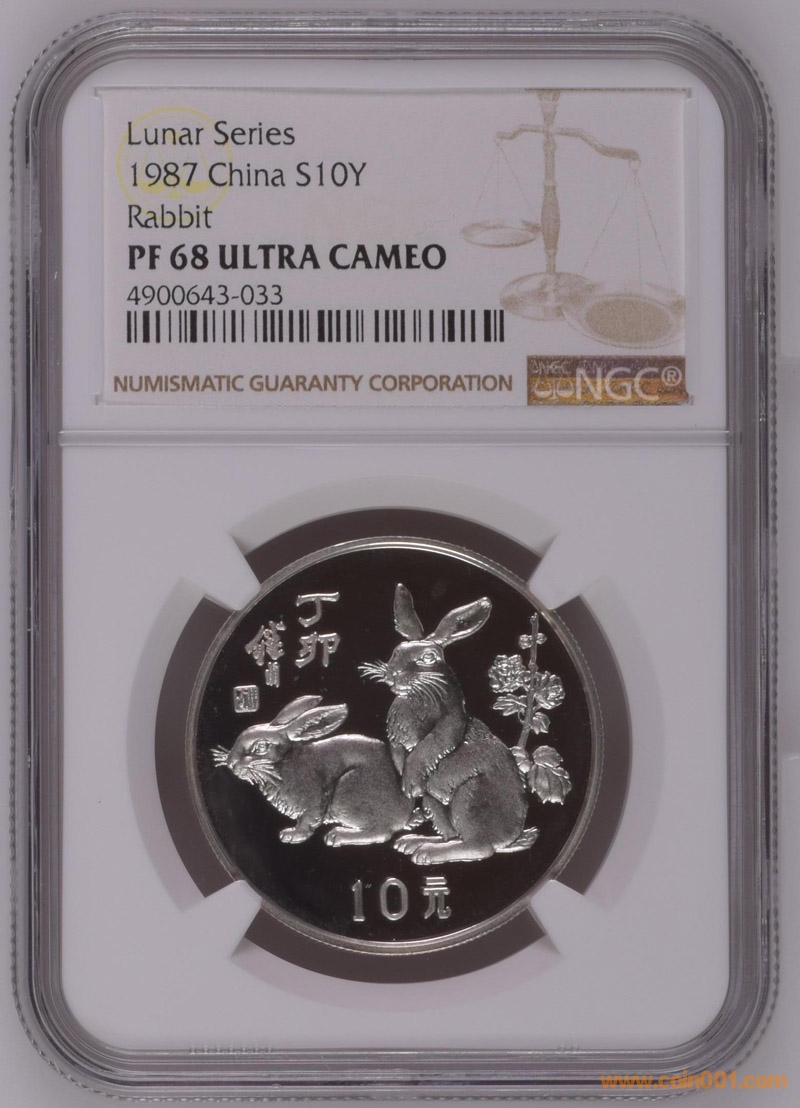 Lunar Series
1987 China S10Y
Rabbit
PF 68 ULTRA CAMEO
4900643-033
NUMISMATIC GUARANTY CORPORATION
NGC NGC®
丁卯
10元
www.coin001.com